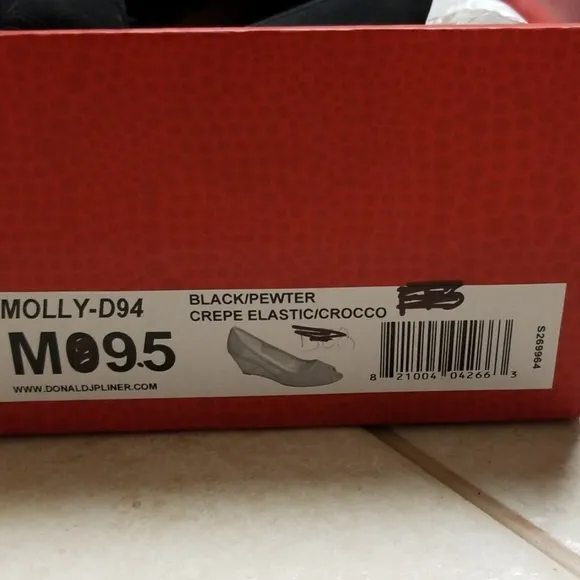 MOLLY-D94
BLACK/PEWTER
CREPE ELASTIC/CROCCO
M09.5
WWW.DONALDJPLINER.COM
8 21004 04266 3
S269964